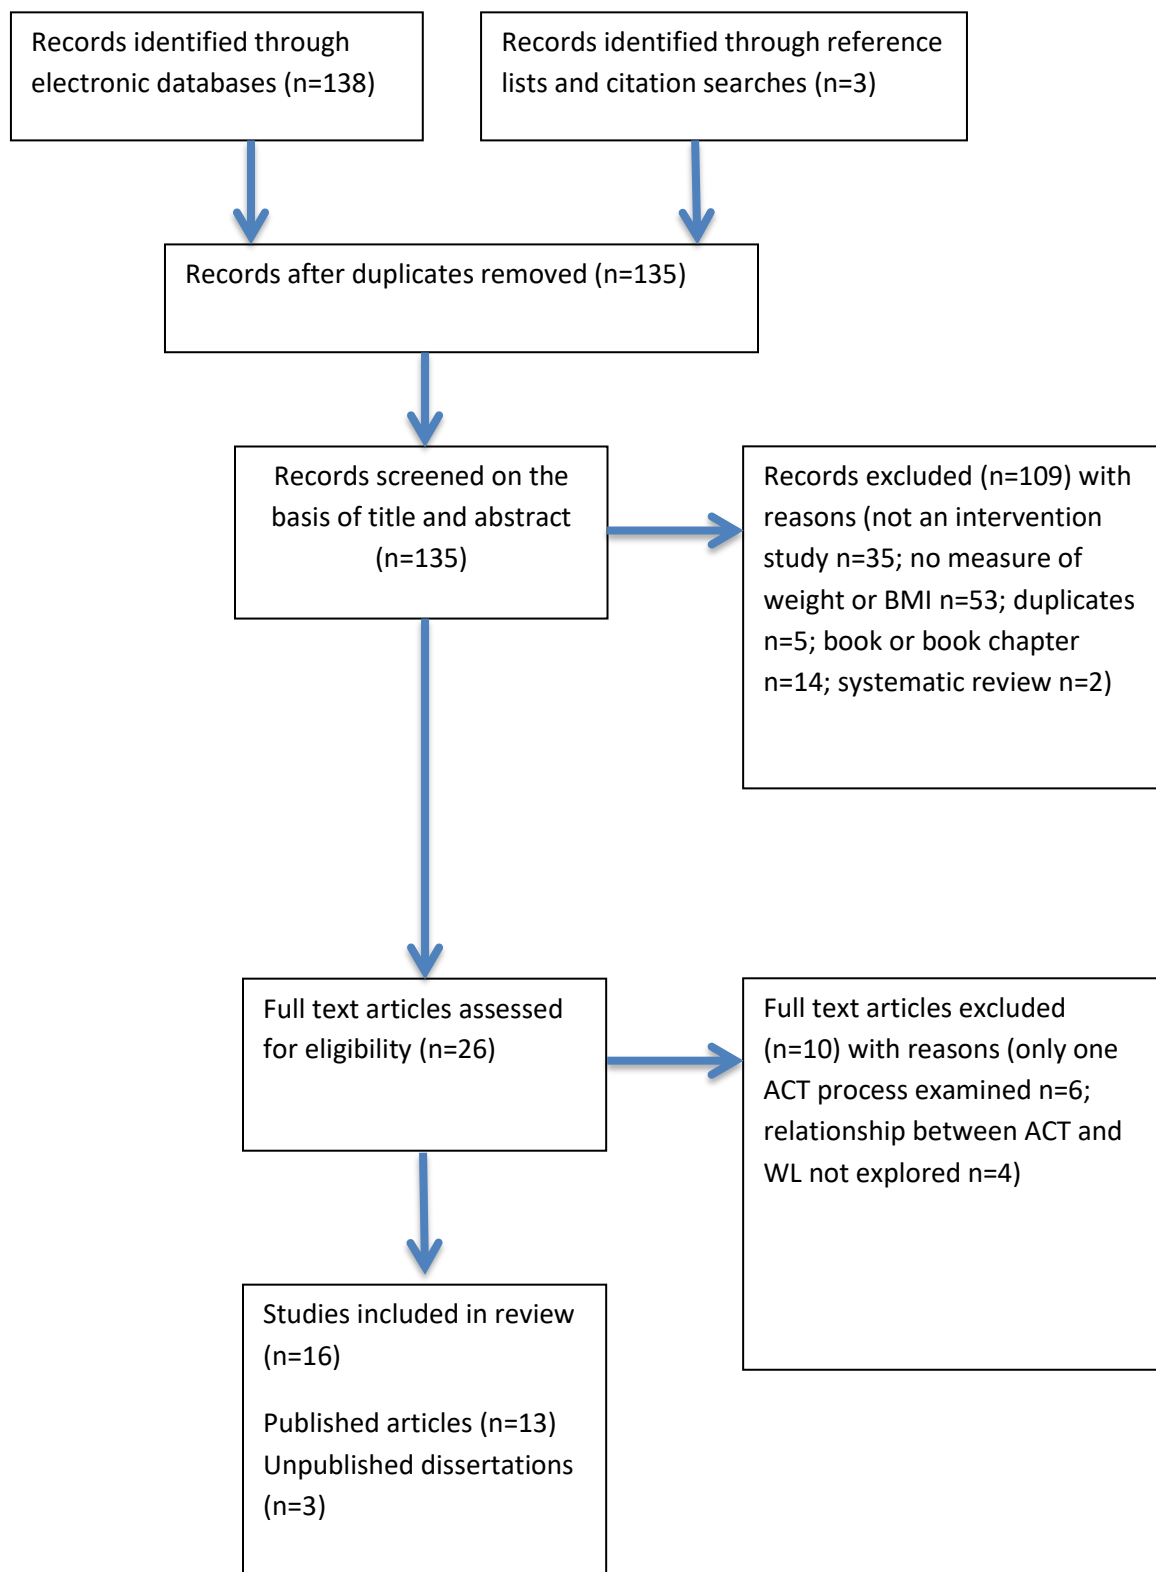 Records identified through
electronic databases (n=138)
Records identified through reference
lists and citation searches (n=3)
Records after duplicates removed (n=135)
Records screened on the
basis of title and abstract
(n=135)
Records excluded (n=109) with
reasons (not an intervention
study n=35; no measure of
weight or BMI n=53; duplicates
n=5; book or book chapter
n=14; systematic review n=2)
Full text articles assessed
for eligibility (n=26)
Full text articles excluded
(n=10) with reasons (only one
ACT process examined n=6;
relationship between ACT and
WL not explored n=4)
Studies included in review
(n=16)
Published articles (n=13)
Unpublished dissertations
(n=3)